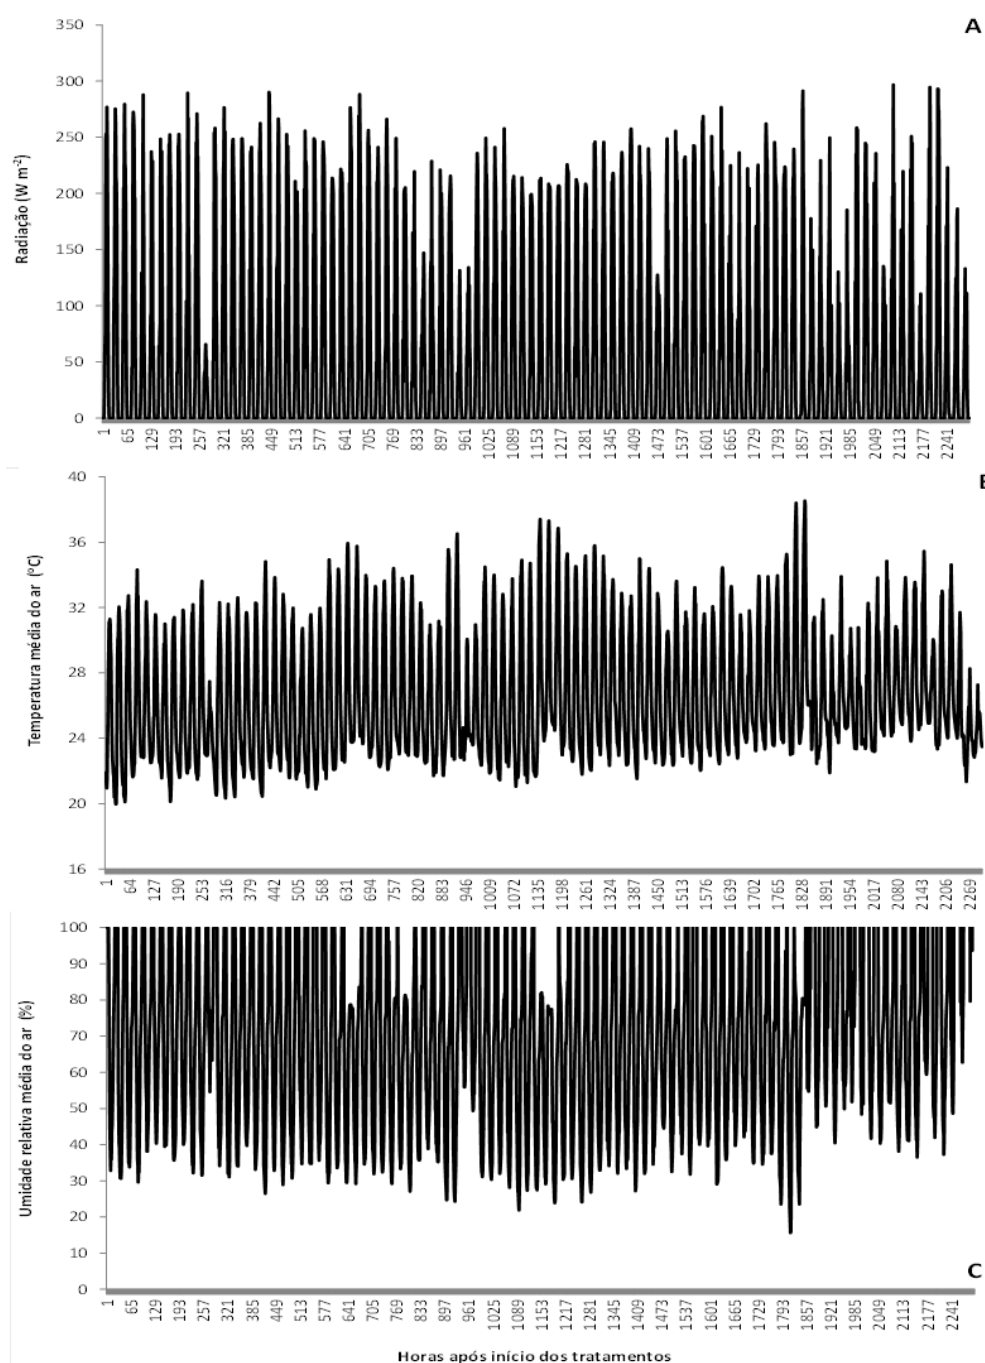 A
Radiação (W m⁻²)
350
300
250
200
150
100
50
0
1 65 129 193 257 321 385 449 513 577 641 705 769 833 897 961 1025 1089 1153 1217 1281 1345 1409 1473 1537 1601 1665 1729 1793 1857 1921 1985 2049 2113 2177 2241
Temperatura média do ar (ºC)
40
36
32
28
24
20
16
1 64 127 190 253 316 379 442 505 568 631 694 757 820 883 946 1009 1072 1135 1198 1261 1324 1387 1450 1513 1576 1639 1702 1765 1828 1891 1954 2017 2080 2143 2206 2269
Umidade relativa média do ar (%)
100
90
80
70
60
50
40
30
20
10
0
C
1 65 129 193 257 321 385 449 513 577 641 705 769 833 897 961 1025 1089 1153 1217 1281 1345 1409 1473 1537 1601 1665 1729 1793 1857 1921 1985 2049 2113 2177 2241
Horas após início dos tratamentos